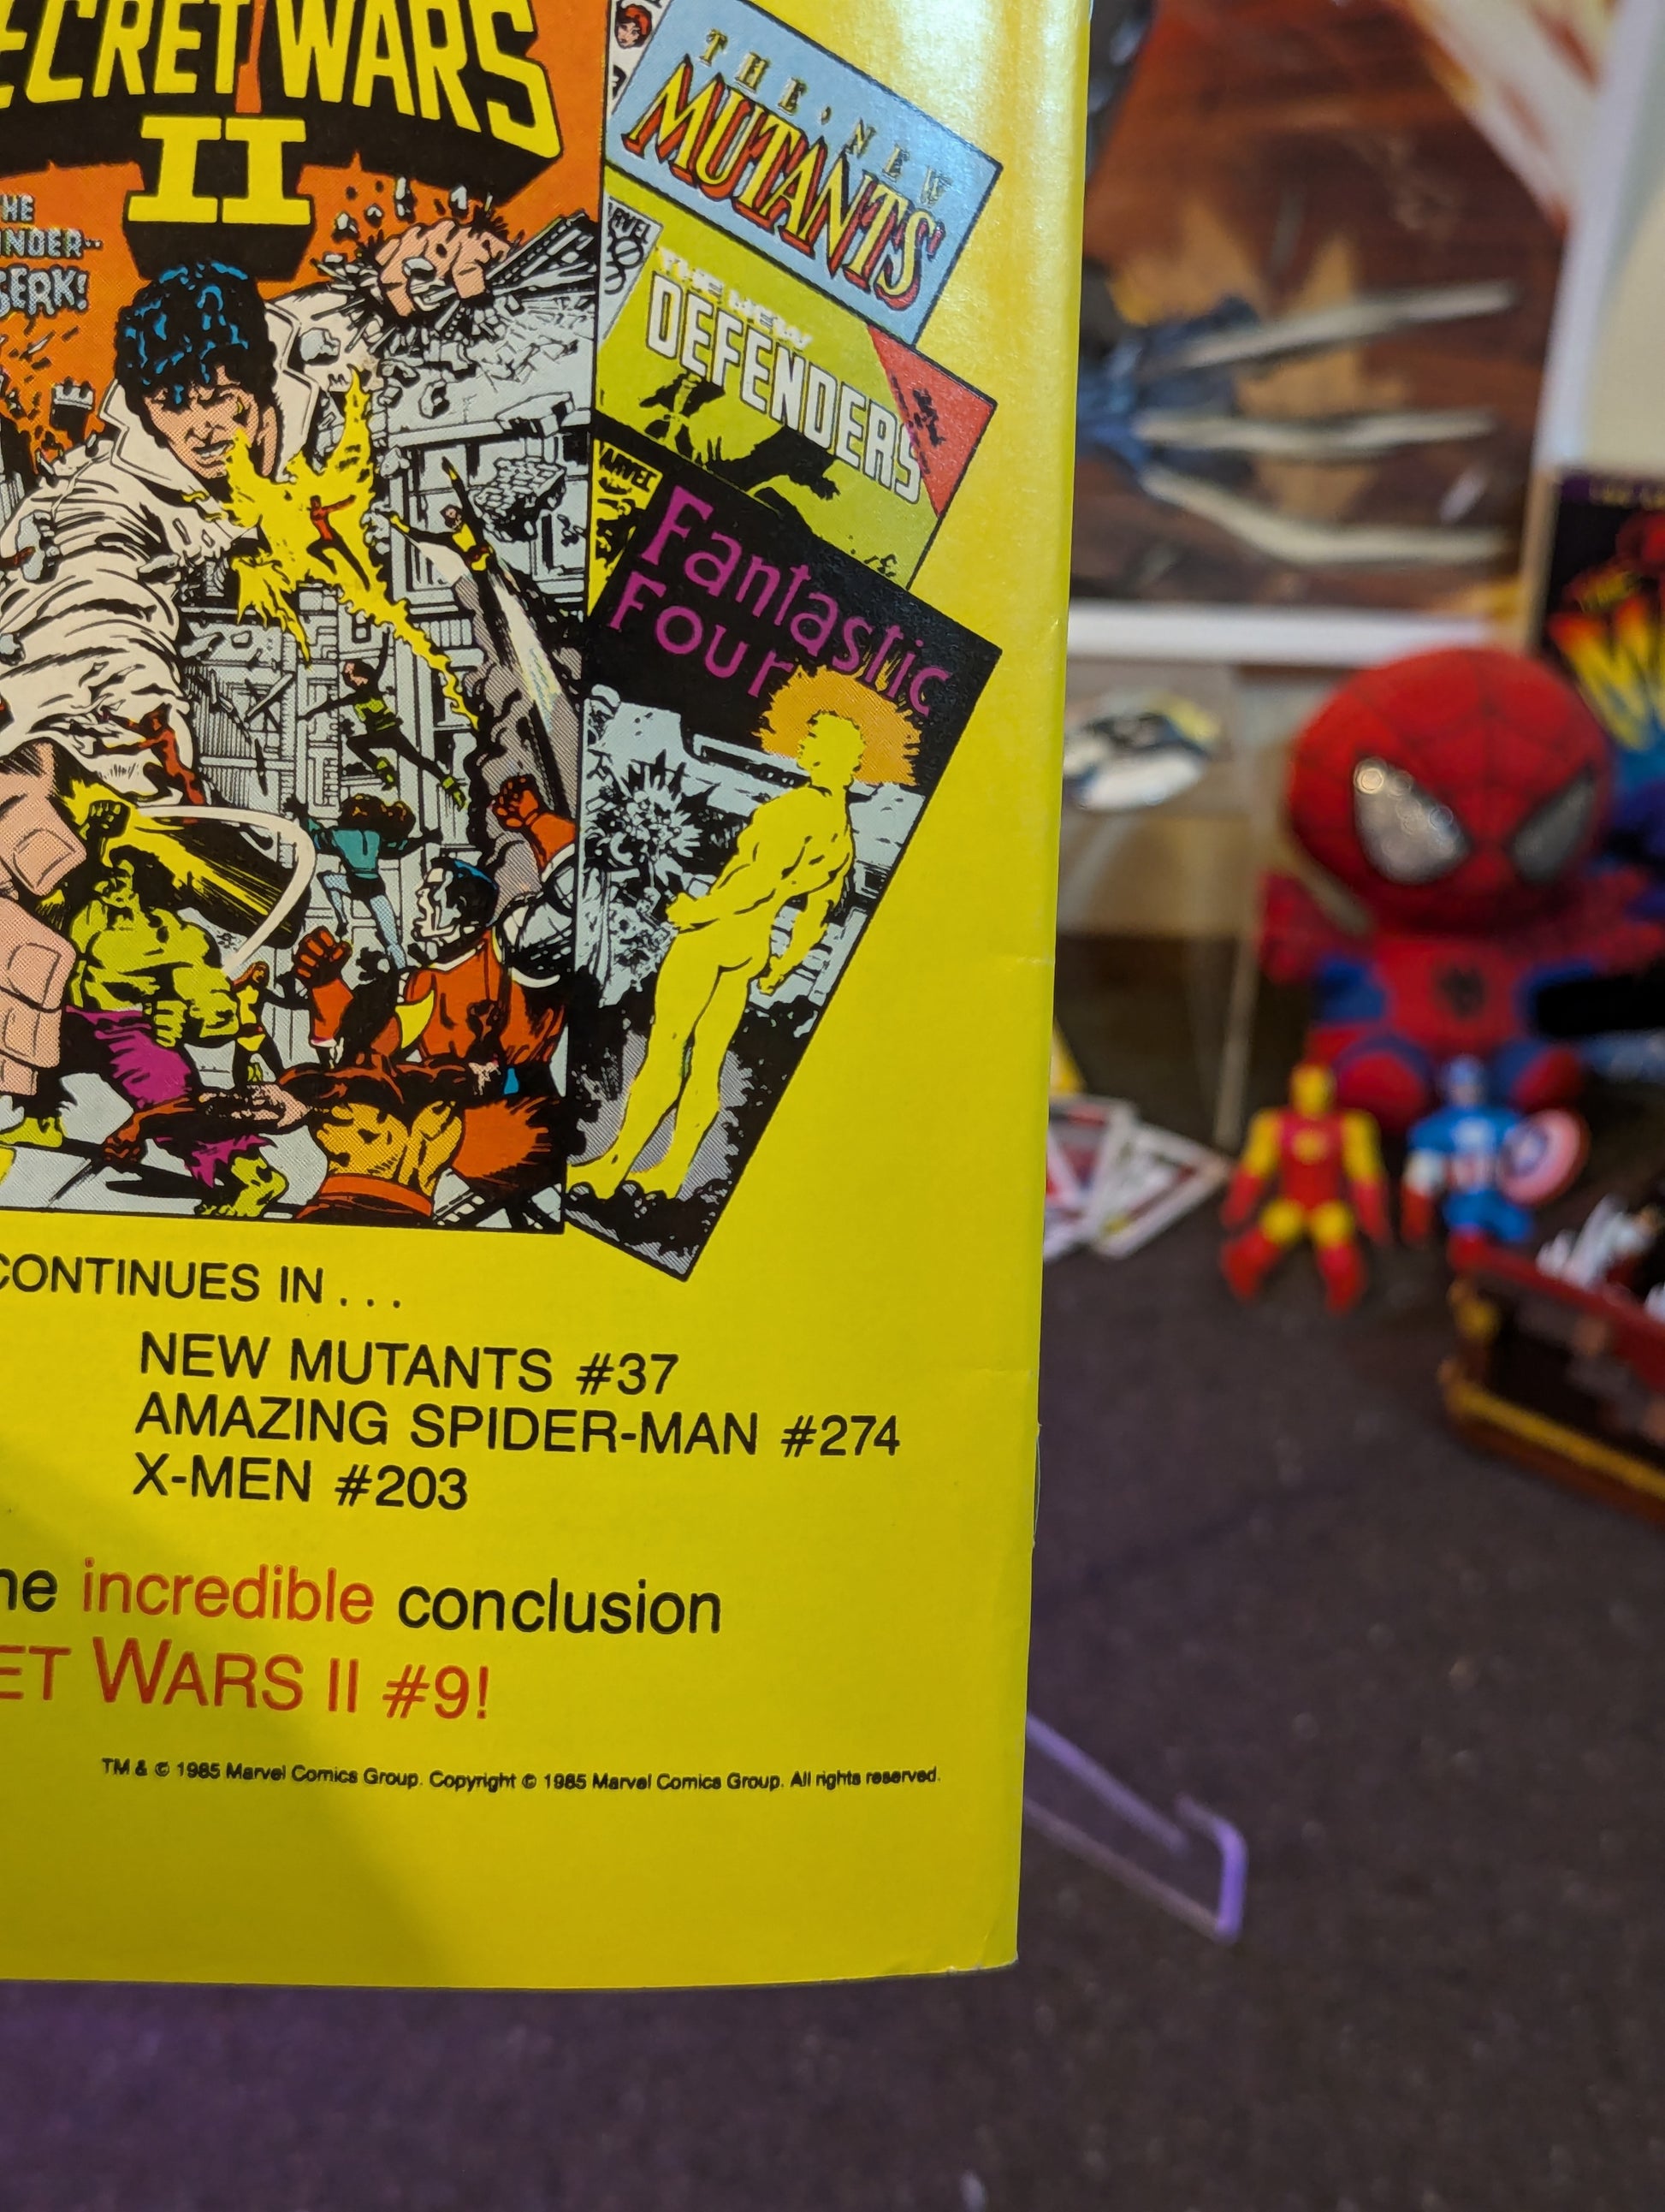 ECRET WARS
II
HE
NDER--
SERK!
THE NEW
MUTANTS
MARVEL
THE NEW
DEFENDERS
MARVEL
Fantastic
Four
CONTINUES IN...
NEW MUTANTS #37
AMAZING SPIDER-MAN #274
X-MEN #203
he incredible conclusion
ET WARS II #9!
TM & © 1985 Marvel Comics Group. Copyright © 1985 Marvel Comics Group. All rights reserved.